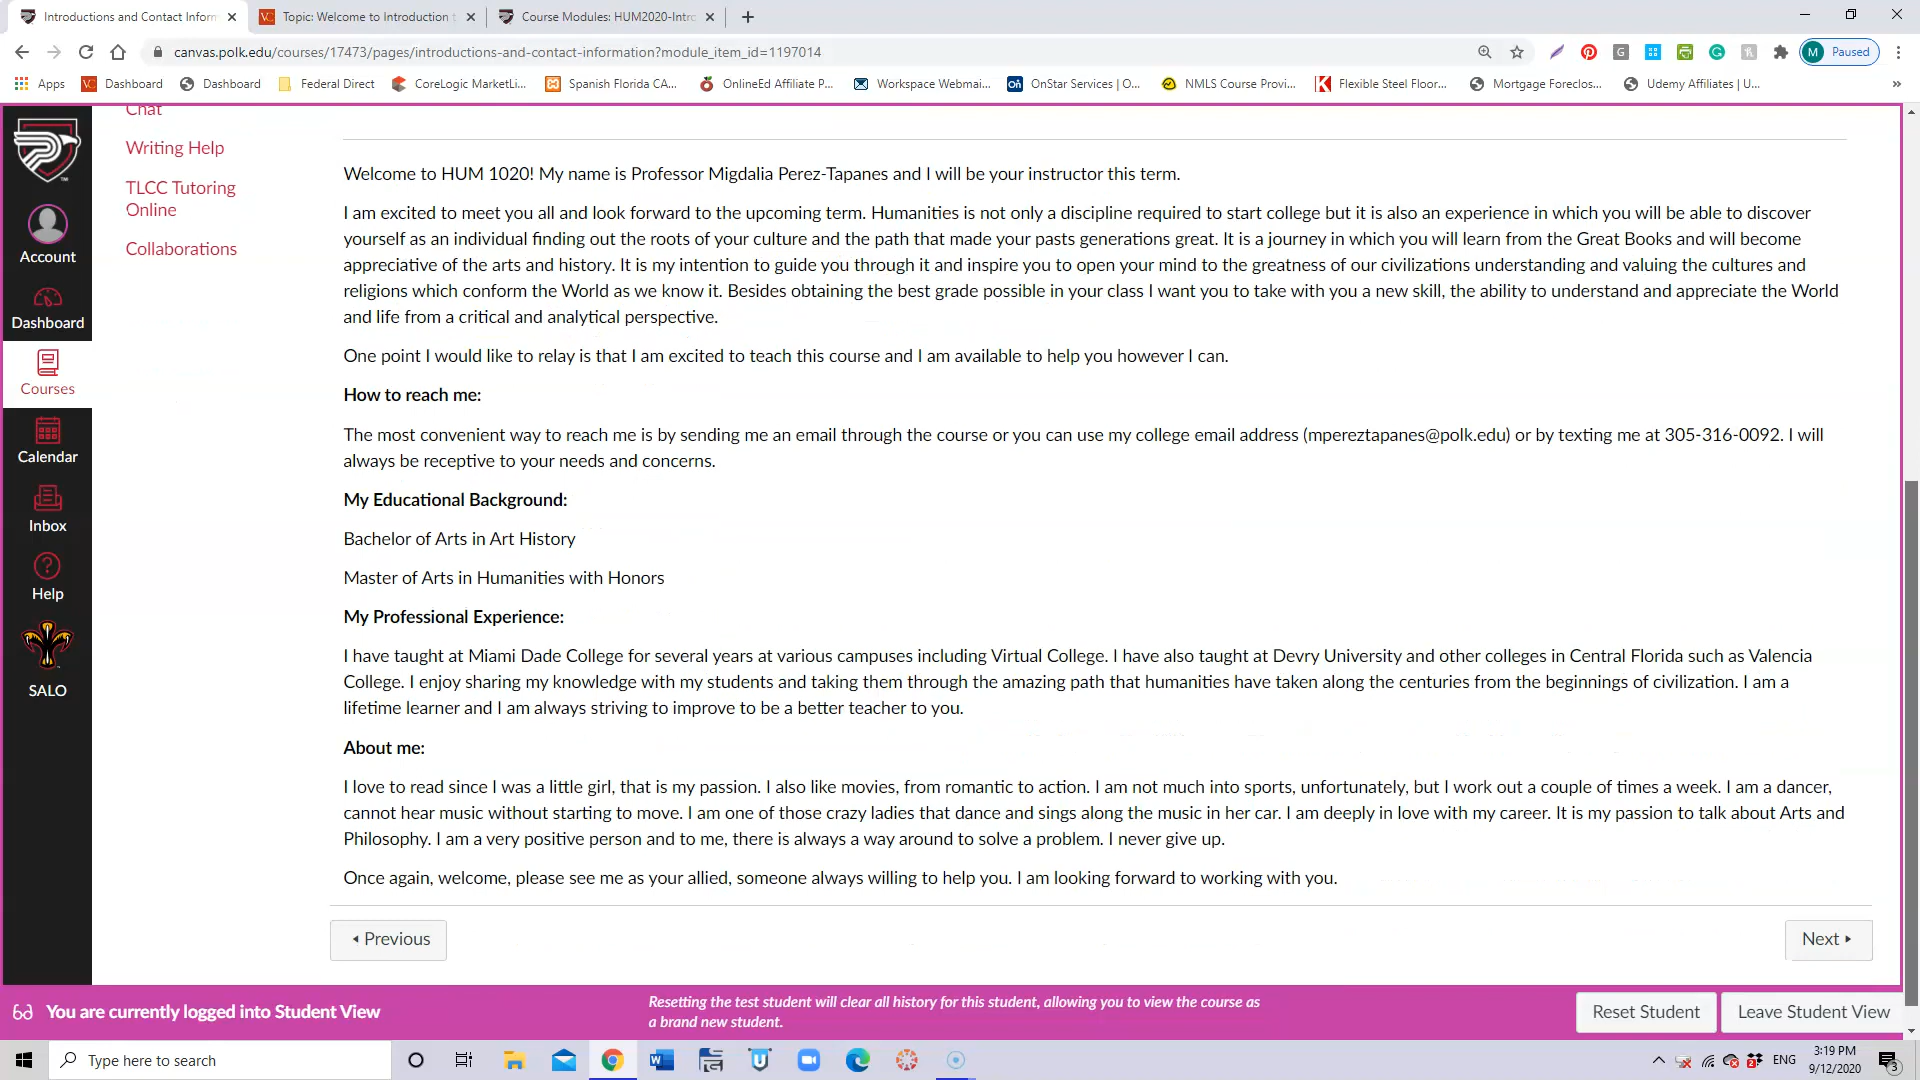 Introductions and Contact Inform
Topic: Welcome to Introduction t
Course Modules: HUM2020-Intro
canvas.polk.edu/courses/17473/pages/introductions-and-contact-information?module_item_id=1197014
M Paused
Apps
VC Dashboard
Dashboard
Federal Direct
CoreLogic MarketLi...
Spanish Florida CA...
OnlineEd Affiliate P...
Workspace Webmai...
OnStar Services | O...
NMLS Course Provi...
Flexible Steel Floor...
Mortgage Foreclos...
Udemy Affiliates | U...
Chat
Writing Help
TLCC Tutoring
Online
Collaborations
Account
Dashboard
Courses
Calendar
Inbox
Help
SALO
Welcome to HUM 1020! My name is Professor Migdalia Perez-Tapanes and I will be your instructor this term.
I am excited to meet you all and look forward to the upcoming term. Humanities is not only a discipline required to start college but it is also an experience in which you will be able to discover
yourself as an individual finding out the roots of your culture and the path that made your pasts generations great. It is a journey in which you will learn from the Great Books and will become
appreciative of the arts and history. It is my intention to guide you through it and inspire you to open your mind to the greatness of our civilizations understanding and valuing the cultures and
religions which conform the World as we know it. Besides obtaining the best grade possible in your class I want you to take with you a new skill, the ability to understand and appreciate the World
and life from a critical and analytical perspective.
One point I would like to relay is that I am excited to teach this course and I am available to help you however I can.
How to reach me:
The most convenient way to reach me is by sending me an email through the course or you can use my college email address (mpereztapanes@polk.edu) or by texting me at 305-316-0092. I will
always be receptive to your needs and concerns.
My Educational Background:
Bachelor of Arts in Art History
Master of Arts in Humanities with Honors
My Professional Experience:
I have taught at Miami Dade College for several years at various campuses including Virtual College. I have also taught at Devry University and other colleges in Central Florida such as Valencia
College. I enjoy sharing my knowledge with my students and taking them through the amazing path that humanities have taken along the centuries from the beginnings of civilization. I am a
lifetime learner and I am always striving to improve to be a better teacher to you.
About me:
I love to read since I was a little girl, that is my passion. I also like movies, from romantic to action. I am not much into sports, unfortunately, but I work out a couple of times a week. I am a dancer,
cannot hear music without starting to move. I am one of those crazy ladies that dance and sings along the music in her car. I am deeply in love with my career. It is my passion to talk about Arts and
Philosophy. I am a very positive person and to me, there is always a way around to solve a problem. I never give up.
Once again, welcome, please see me as your allied, someone always willing to help you. I am looking forward to working with you.
Previous
Next
You are currently logged into Student View
Resetting the test student will clear all history for this student, allowing you to view the course as
a brand new student.
Reset Student
Leave Student View
Type here to search
ENG
3:19 PM
9/12/2020
3